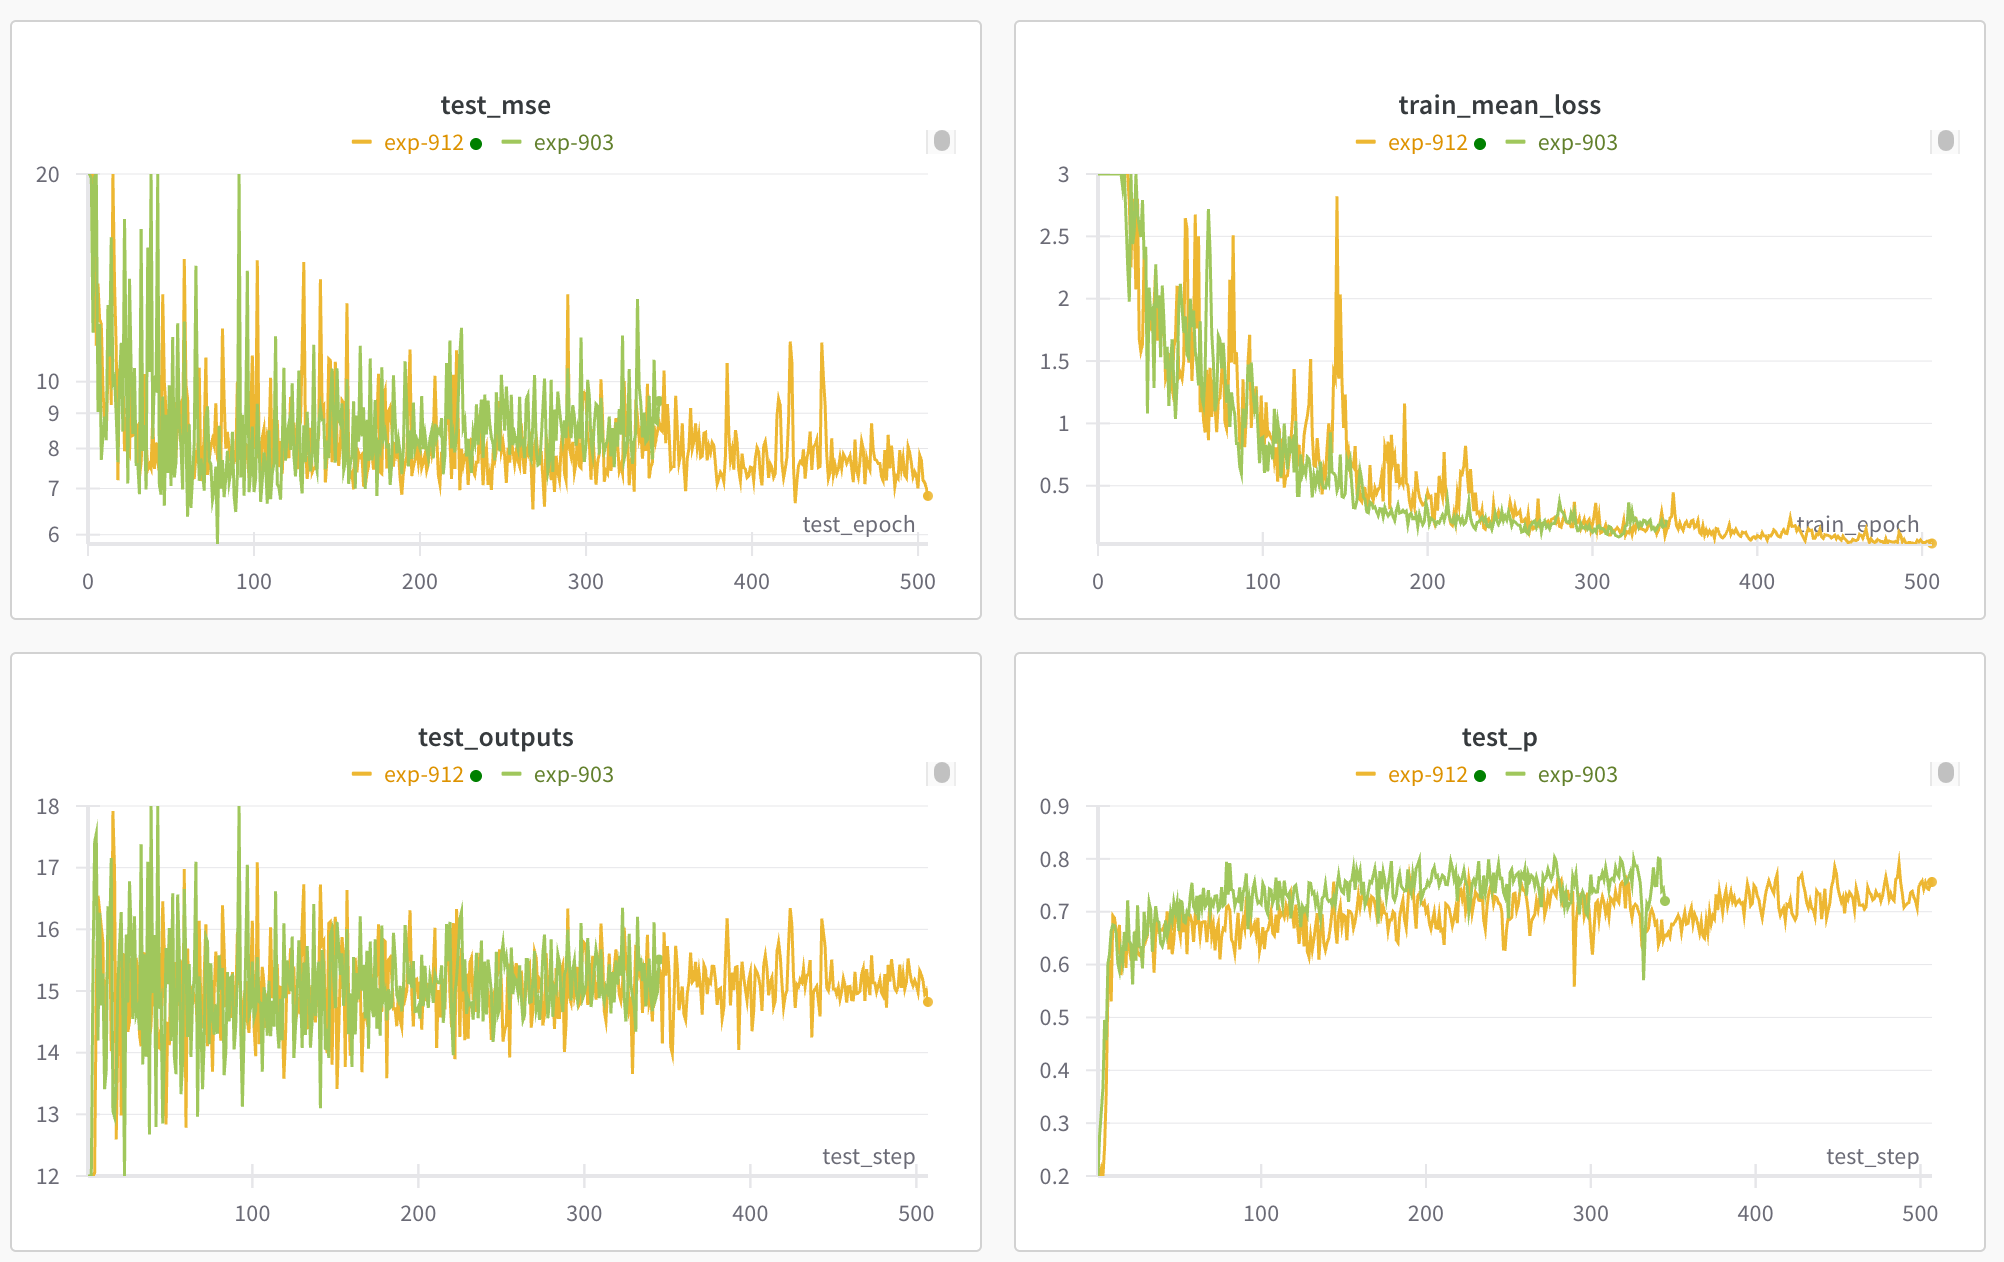 test_mse
exp-912 exp-903
20
10
9
8
7
6
test_epoch
0 100 200 300 400 500
train_mean_loss
exp-912 exp-903
3
2.5
2
1.5
1
0.5
train_epoch
0 100 200 300 400 500
test_outputs
exp-912 exp-903
18
17
16
15
14
13
12
test_step
100 200 300 400 500
test_p
exp-912 exp-903
0.9
0.8
0.7
0.6
0.5
0.4
0.3
0.2
test_step
100 200 300 400 500